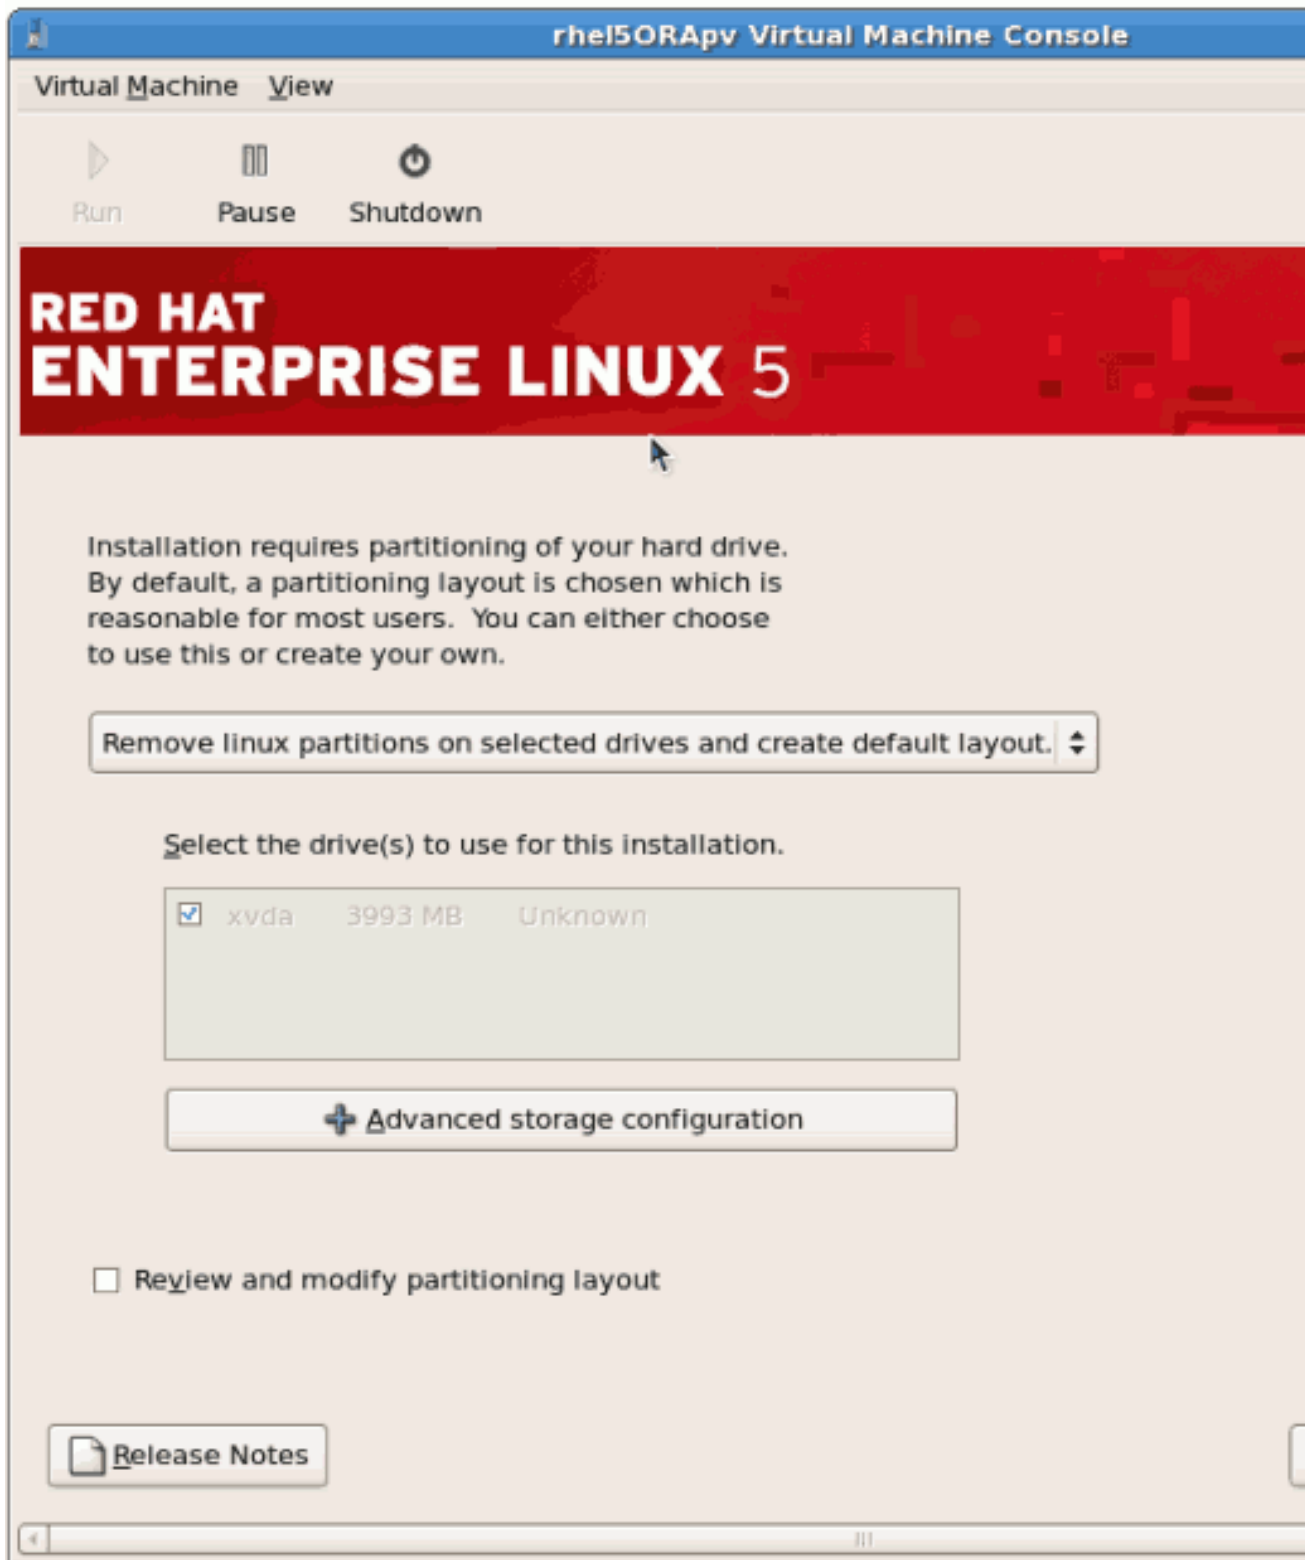 rhel5ORApv Virtual Machine Console
Virtual Machine View
Run Pause Shutdown
RED HAT
ENTERPRISE LINUX 5
Installation requires partitioning of your hard drive.
By default, a partitioning layout is chosen which is
reasonable for most users. You can either choose
to use this or create your own.
Remove linux partitions on selected drives and create default layout.
Select the drive(s) to use for this installation.
xvda 3993 MB Unknown
Advanced storage configuration
Review and modify partitioning layout
Release Notes